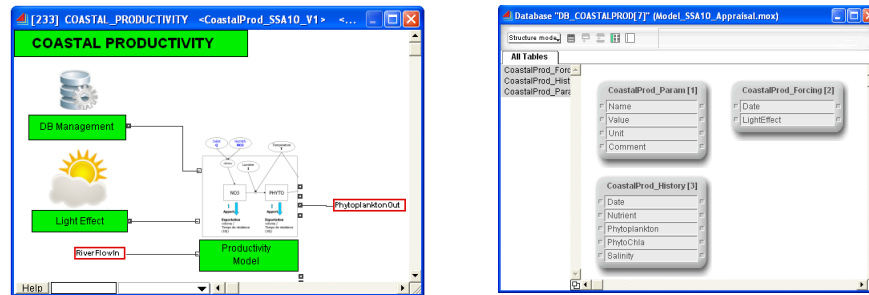 [233] COASTAL_PRODUCTIVITY <CoastalProd_SSA10_V1> <...
COASTAL PRODUCTIVITY
DB Management
Light Effect
RiverFlowIn
NO3
PHYTO
Productivity
Model
PhytoplanktonOut
Help
Database "DB_COASTALPROD[7]" (Model_SSA10_Appraisal.mox)
Structure mode
All Tables
CoastalProd_Forc
CoastalProd_Hist
CoastalProd_Para
CoastalProd_Param [1]
Name
Value
Unit
Comment
CoastalProd_Forcing [2]
Date
LightEffect
CoastalProd_History [3]
Date
Nutrient
Phytoplankton
PhytoChla
Salinity